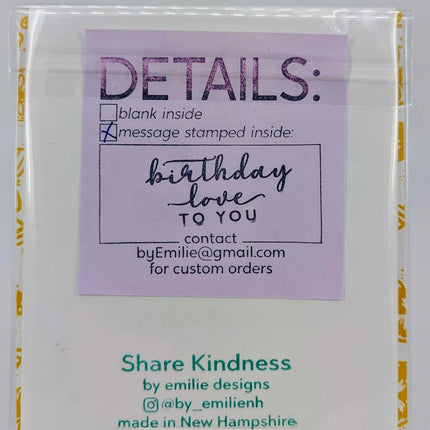 DETAILS:
blank inside
message stamped inside:
birthday
love
TO YOU
contact
byEmilie@gmail.com
for custom orders
Share Kindness
by emilie designs
@by_emilienh
made in New Hampshire